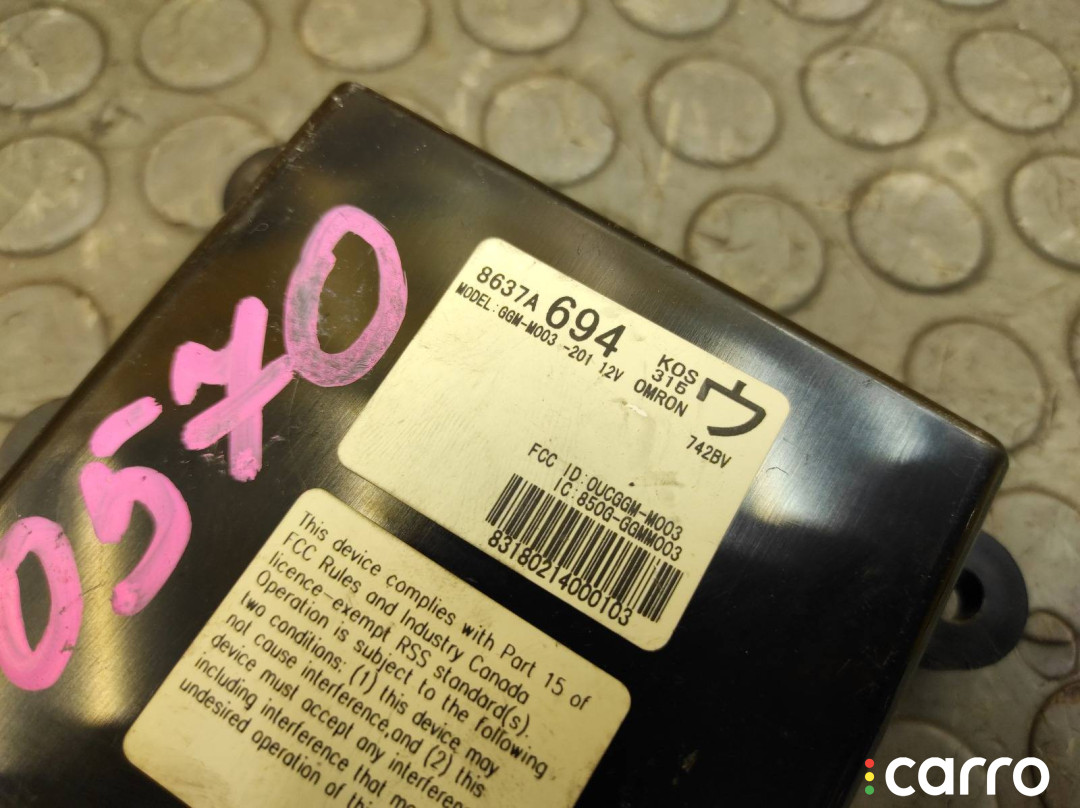 0570
8637A 694
KOS
315
ウ
MODEL:GGM-M003 -201 12V OMRON
742BV
FCC ID:OUCGGM-M003
IC:850G-GGMM003
83180214000103
This device complies with Part 15 of
FCC Rules and Industry Canada
licence-exempt RSS standard(s).
Operation is subject to the following
two conditions: (1) this device may
not cause interference,and (2) this
device must accept any
including interference that
undesired operation of
carro